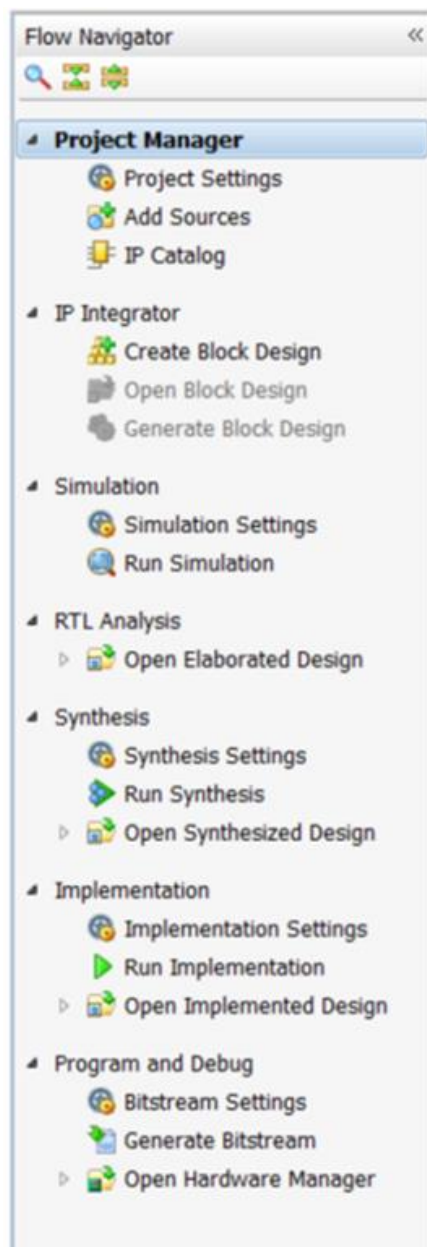 Flow Navigator
Project Manager
Project Settings
Add Sources
IP Catalog
IP Integrator
Create Block Design
Open Block Design
Generate Block Design
Simulation
Simulation Settings
Run Simulation
RTL Analysis
Open Elaborated Design
Synthesis
Synthesis Settings
Run Synthesis
Open Synthesized Design
Implementation
Implementation Settings
Run Implementation
Open Implemented Design
Program and Debug
Bitstream Settings
Generate Bitstream
Open Hardware Manager